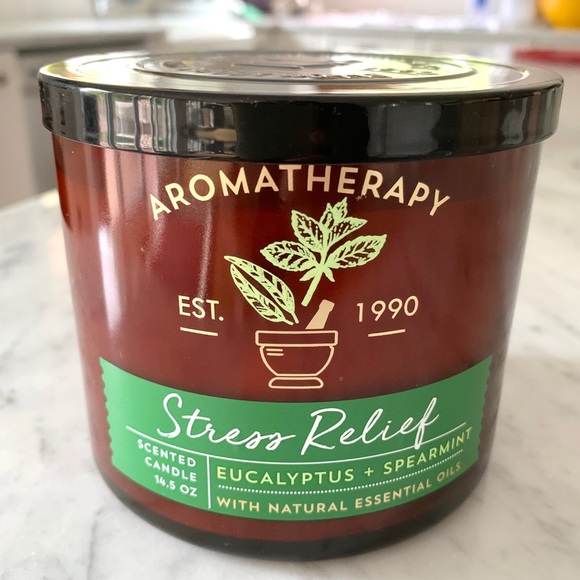 AROMATHERAPY
EST. 1990
Stress Relief
SCENTED
CANDLE
14.5 OZ
EUCALYPTUS + SPEARMINT
WITH NATURAL ESSENTIAL OILS